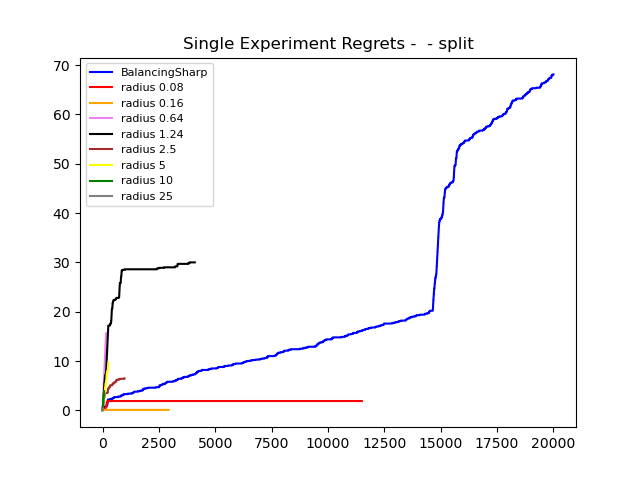 Single Experiment Regrets -  - split
BalancingSharp
radius 0.08
radius 0.16
radius 0.64
radius 1.24
radius 2.5
radius 5
radius 10
radius 25
70
60
50
40
30
20
10
0
0 2500 5000 7500 10000 12500 15000 17500 20000